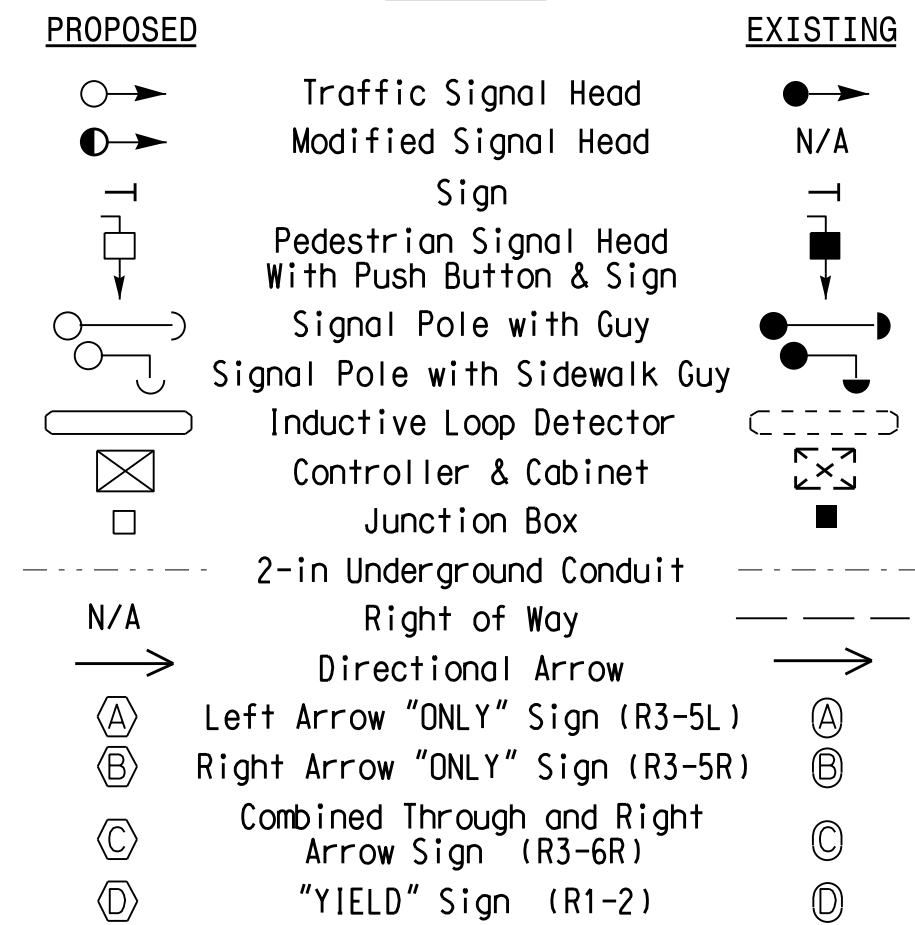 PROPOSED EXISTING
Traffic Signal Head
Modified Signal Head N/A
Sign
Pedestrian Signal Head
With Push Button & Sign
Signal Pole with Guy
Signal Pole with Sidewalk Guy
Inductive Loop Detector
Controller & Cabinet
Junction Box
2-in Underground Conduit
N/A Right of Way
Directional Arrow
A Left Arrow "ONLY" Sign (R3-5L) A
B Right Arrow "ONLY" Sign (R3-5R) B
Combined Through and Right
C Arrow Sign (R3-6R) C
D "YIELD" Sign (R1-2) D